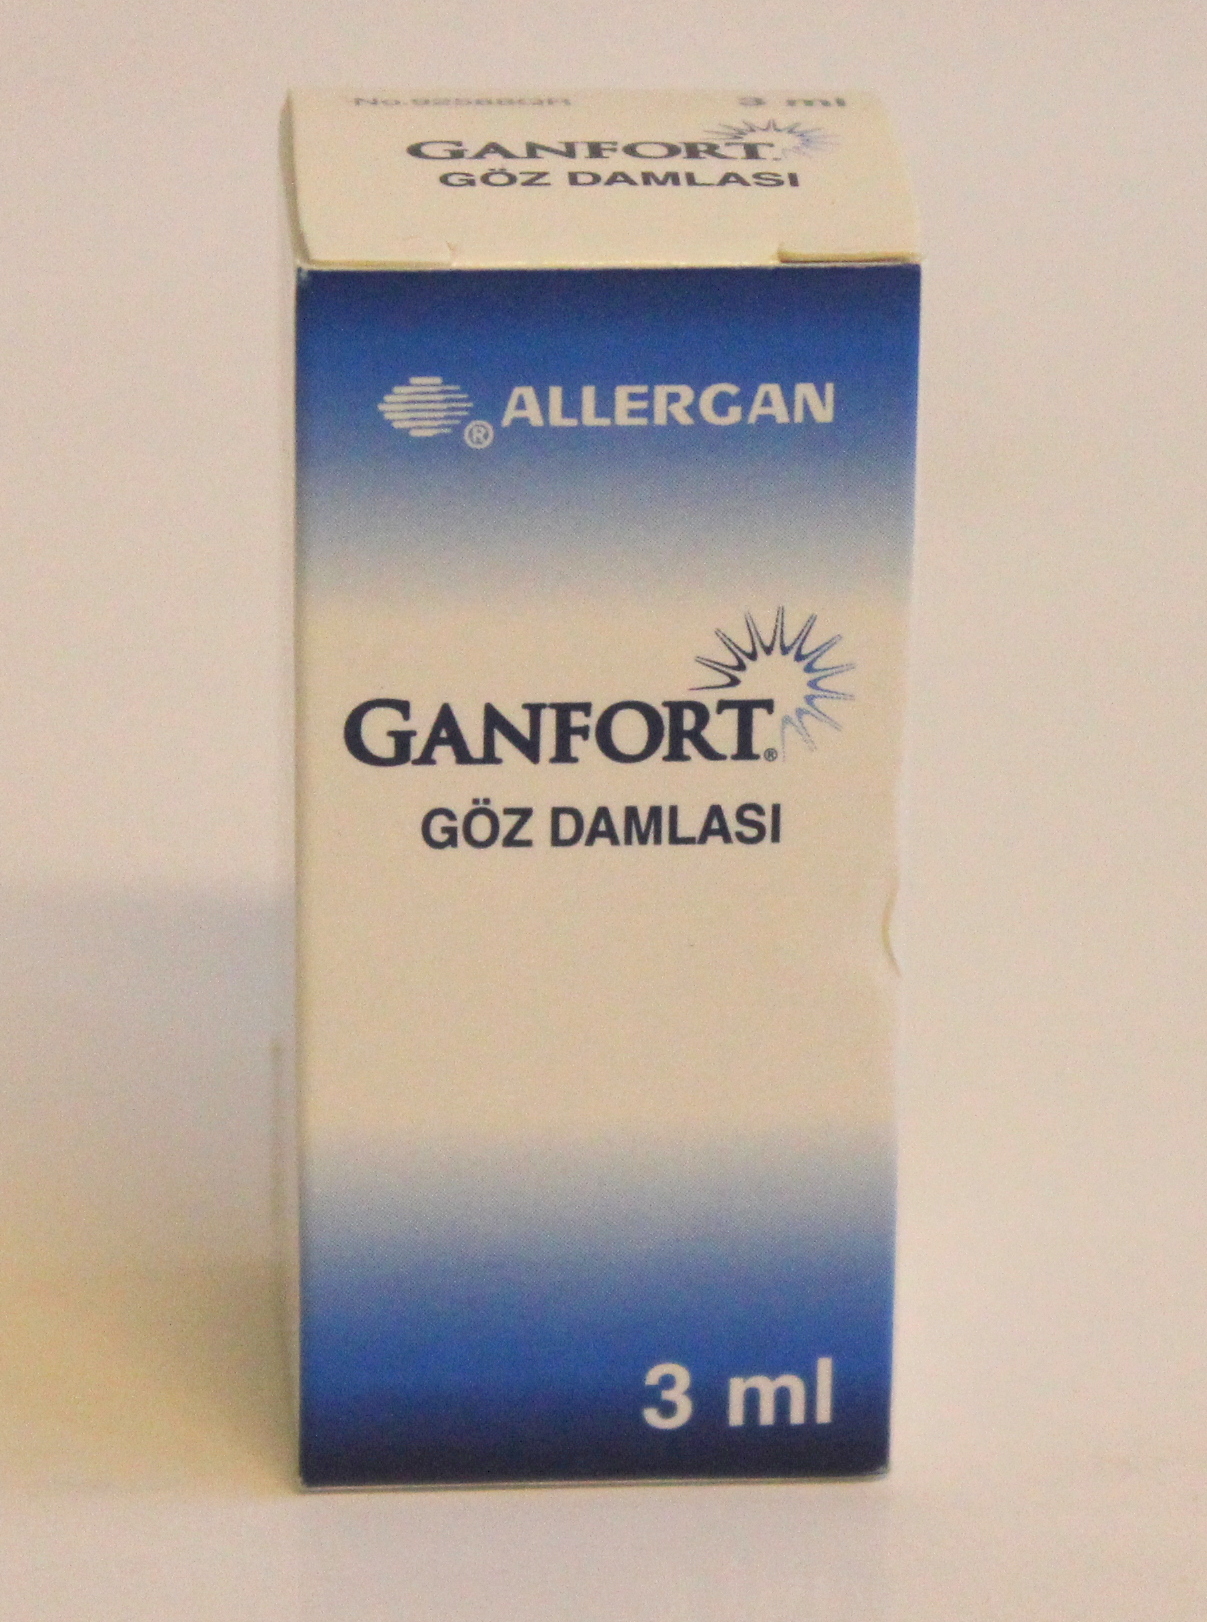 3 ml
GANFORT
GÖZ DAMLASI
® ALLERGAN
GANFORT®
GÖZ DAMLASI
3 ml